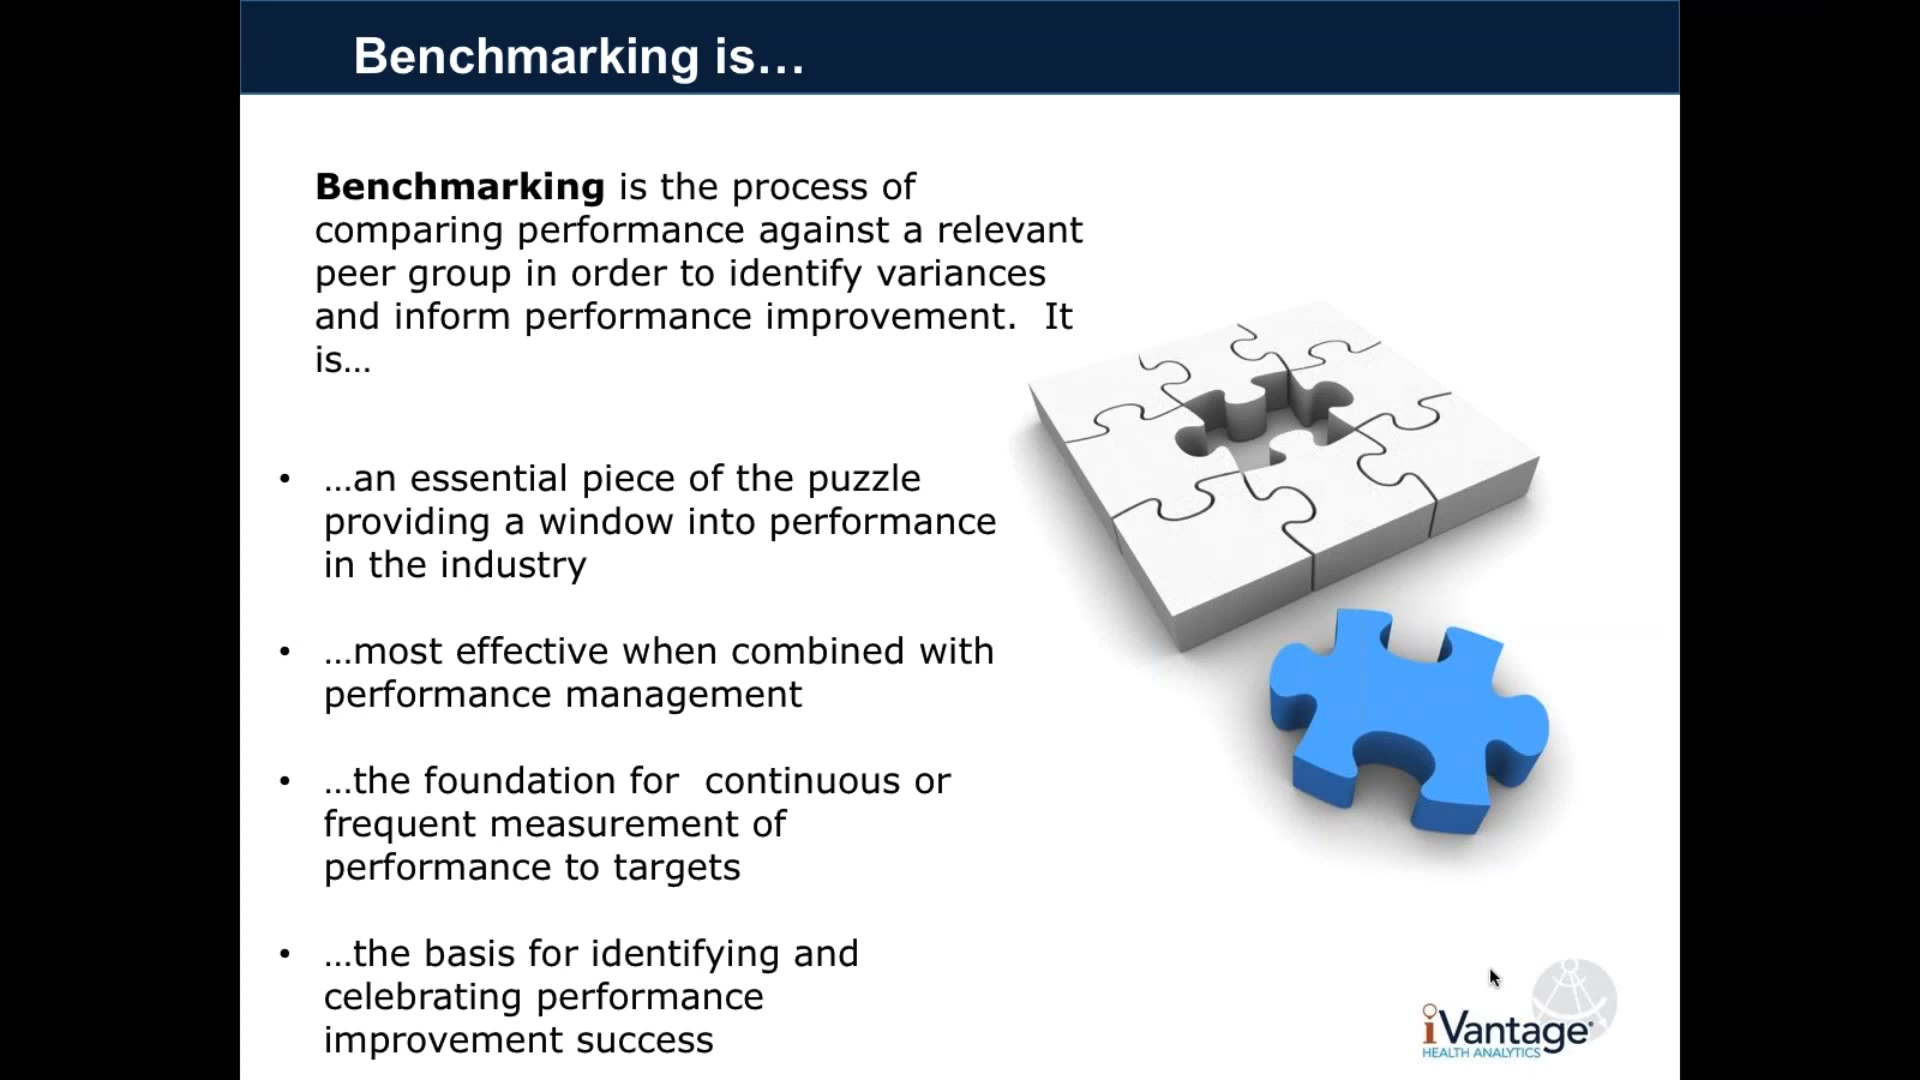 Benchmarking is…
Benchmarking is the process of
comparing performance against a relevant
peer group in order to identify variances
and inform performance improvement.  It
is…
• …an essential piece of the puzzle
providing a window into performance
in the industry
• …most effective when combined with
performance management
• …the foundation for  continuous or
frequent measurement of
performance to targets
• …the basis for identifying and
celebrating performance
improvement success
iVantage
HEALTH ANALYTICS